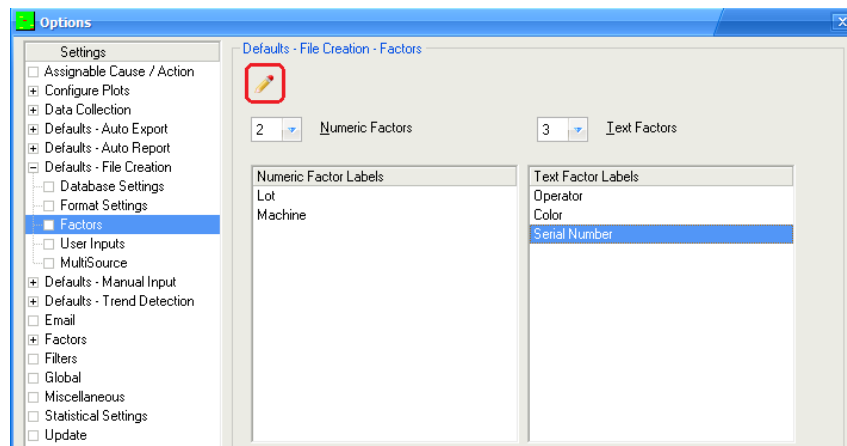 Options
Settings
Assignable Cause / Action
Configure Plots
Data Collection
Defaults - Auto Export
Defaults - Auto Report
Defaults - File Creation
Database Settings
Format Settings
Factors
User Inputs
MultiSource
Defaults - Manual Input
Defaults - Trend Detection
Email
Factors
Filters
Global
Miscellaneous
Statistical Settings
Update
Defaults - File Creation - Factors
2 Numeric Factors
3 Text Factors
Numeric Factor Labels
Lot
Machine
Text Factor Labels
Operator
Color
Serial Number